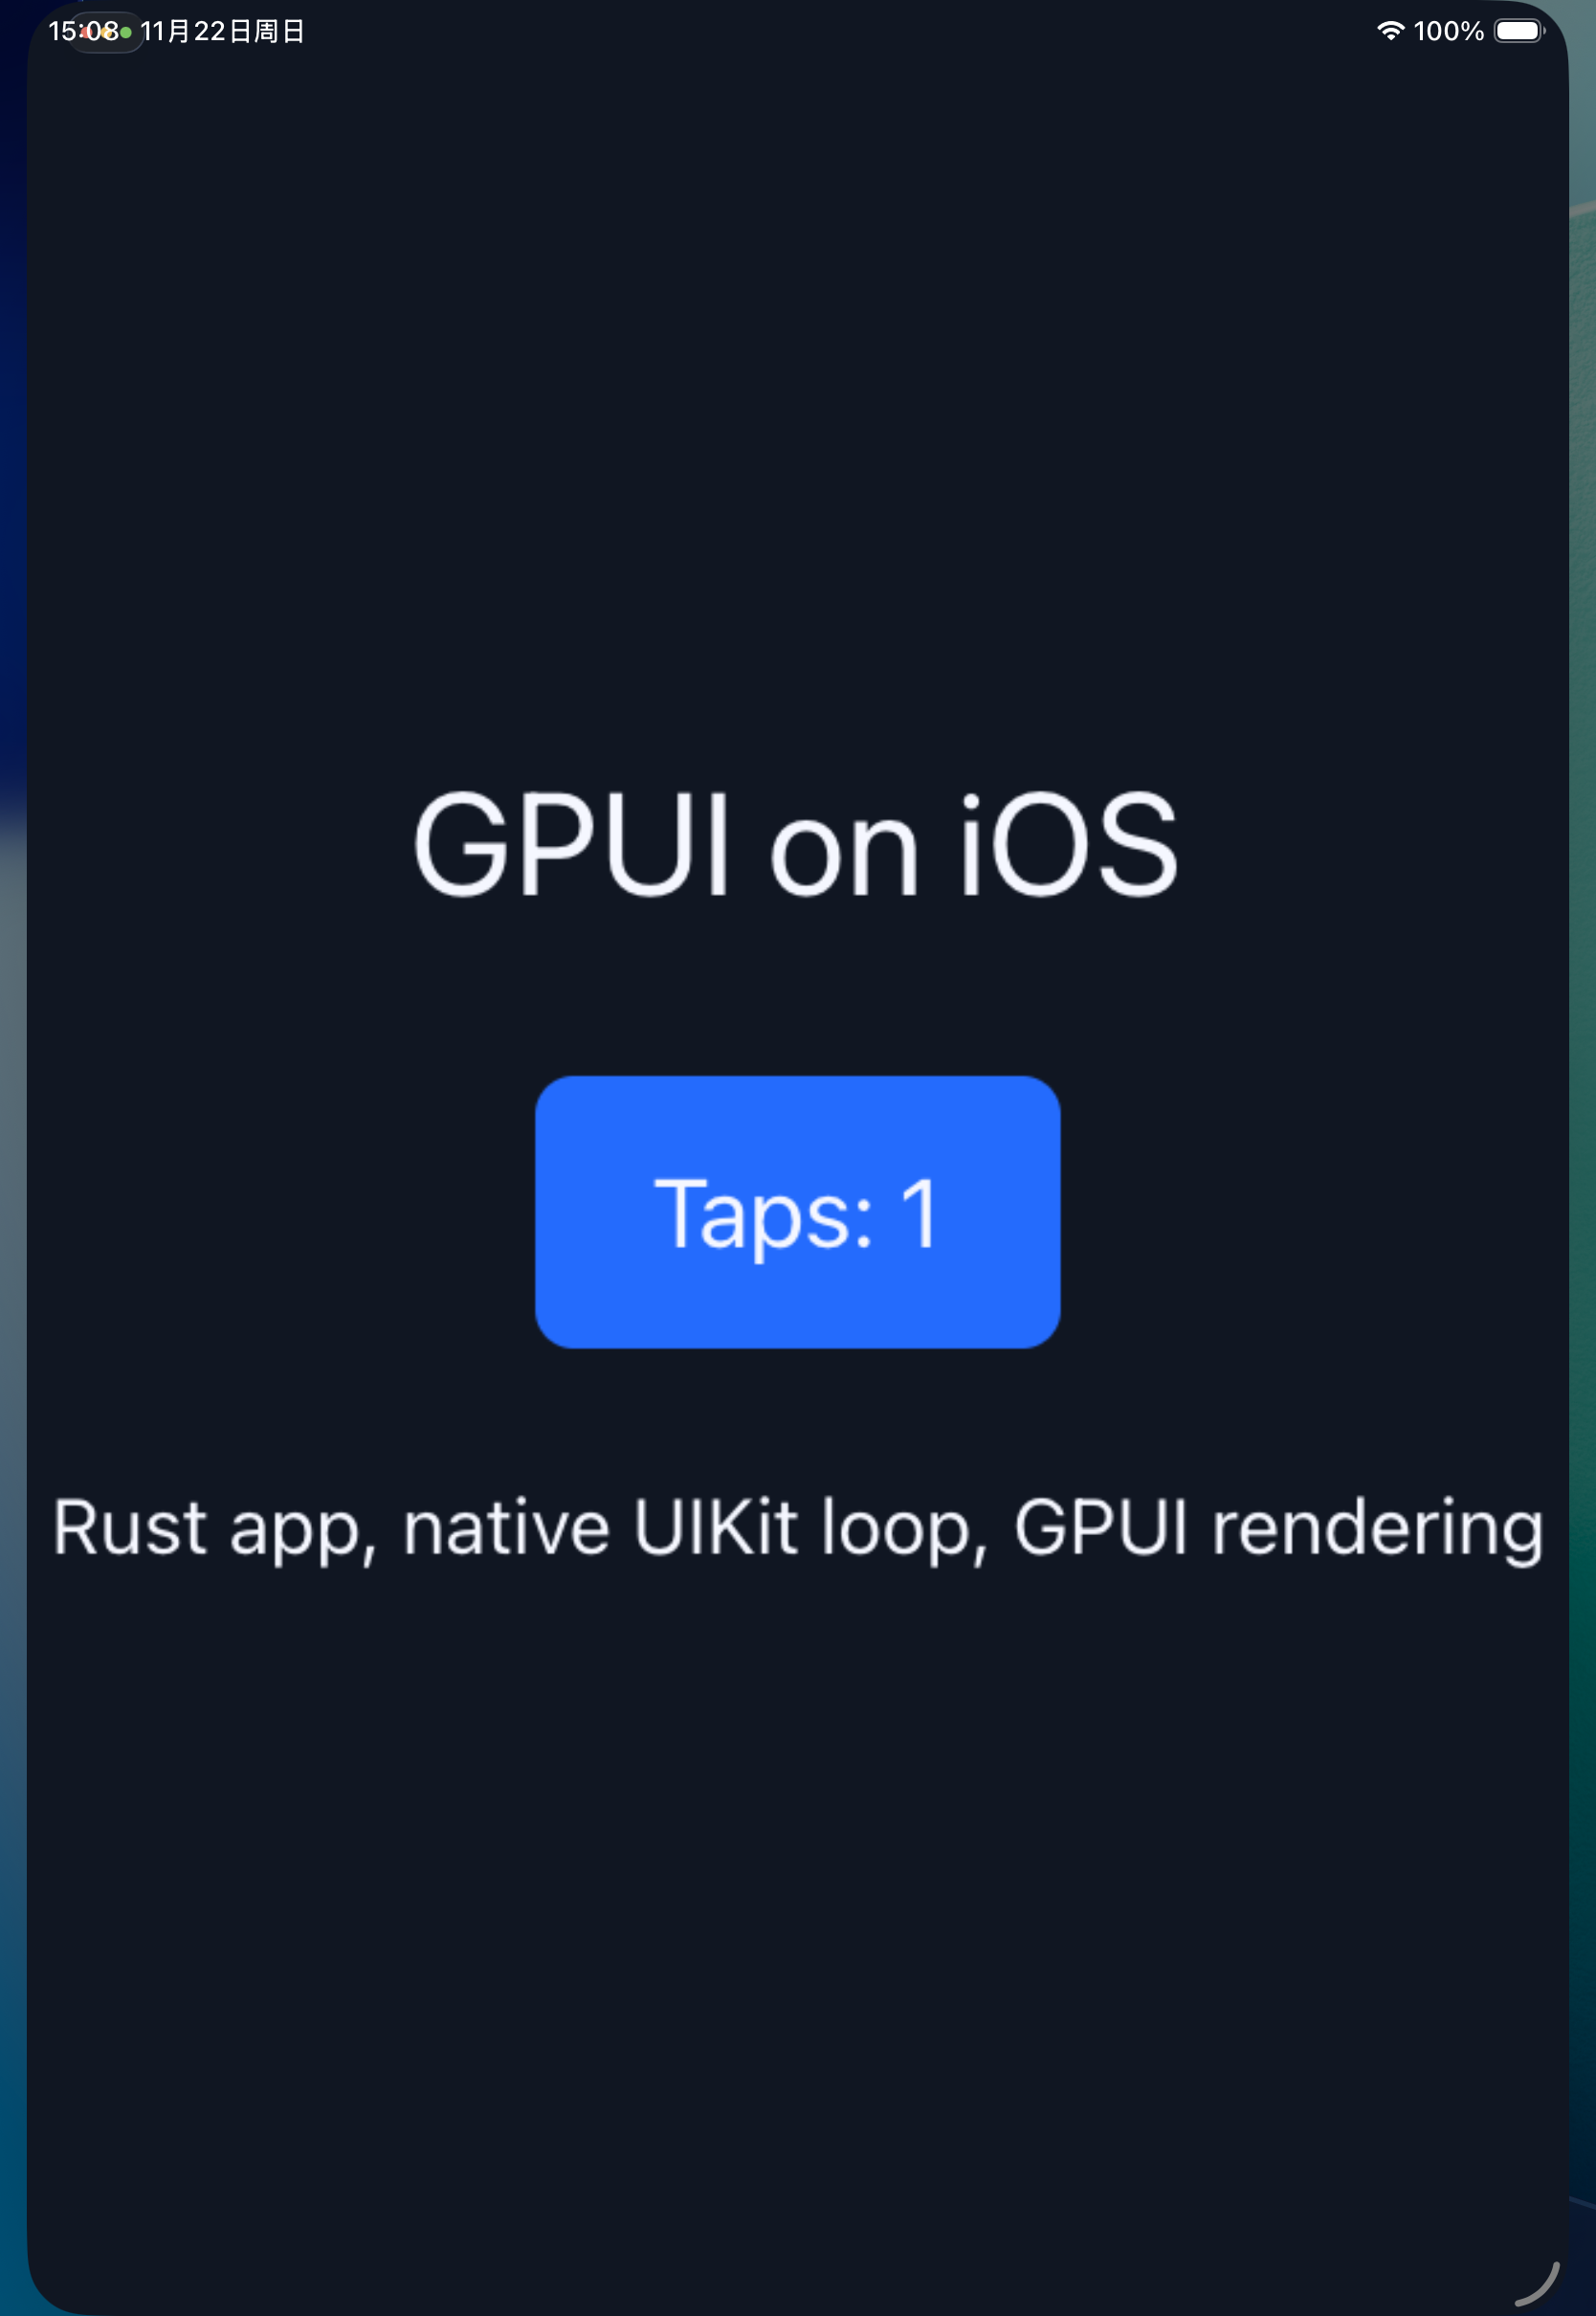 15:08 11月22日周日 100%
GPUI on iOS
Taps: 1
Rust app, native UIKit loop, GPUI rendering